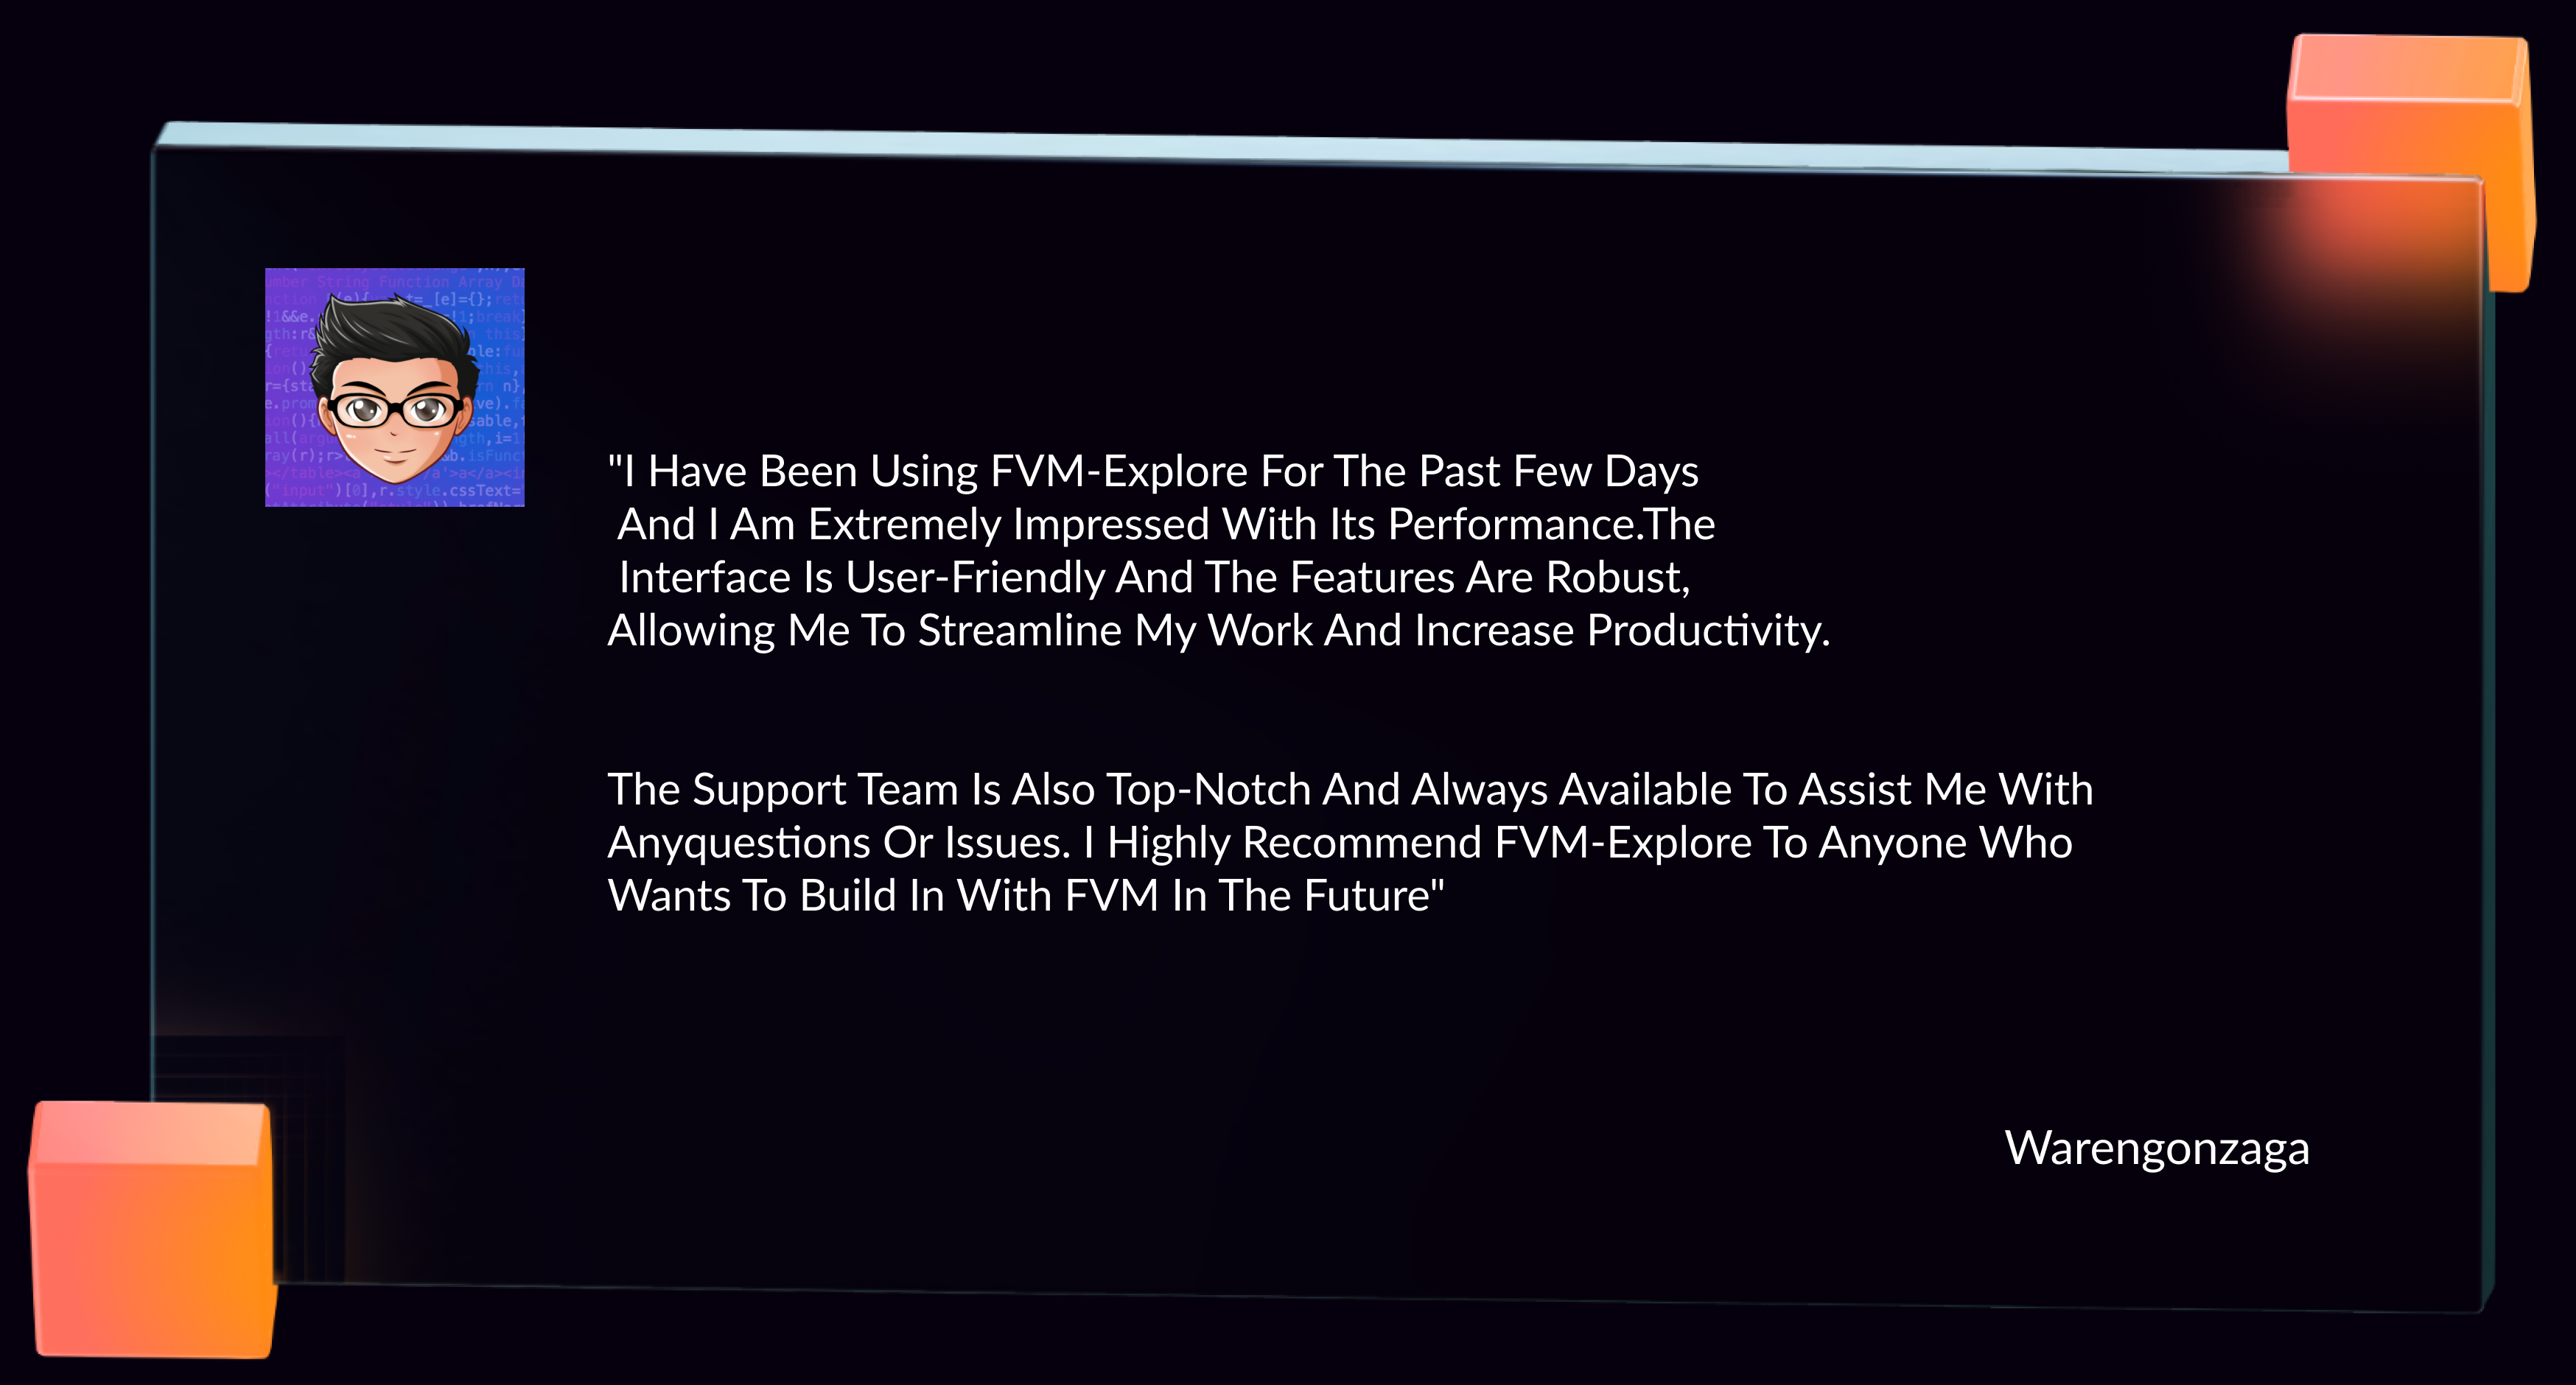 "I Have Been Using FVM-Explore For The Past Few Days
And I Am Extremely Impressed With Its Performance.The
Interface Is User-Friendly And The Features Are Robust,
Allowing Me To Streamline My Work And Increase Productivity.
The Support Team Is Also Top-Notch And Always Available To Assist Me With
Anyquestions Or Issues. I Highly Recommend FVM-Explore To Anyone Who
Wants To Build In With FVM In The Future"
Warengonzaga